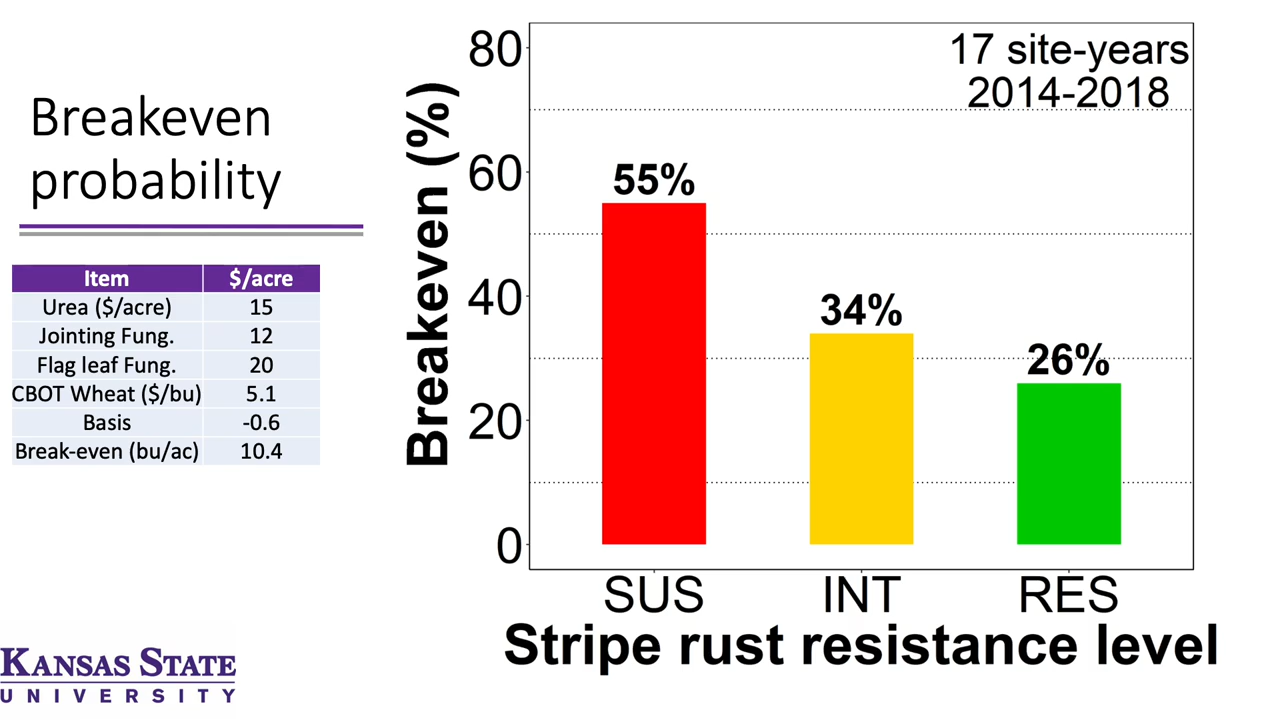 Breakeven
probability
Item $/acre
Urea ($/acre) 15
Jointing Fung. 12
Flag leaf Fung. 20
CBOT Wheat ($/bu) 5.1
Basis -0.6
Break-even (bu/ac) 10.4
KANSAS STATE
UNIVERSITY
Breakeven (%)
80
60
40
20
0
17 site-years
2014-2018
55%
34%
26%
SUS INT RES
Stripe rust resistance level